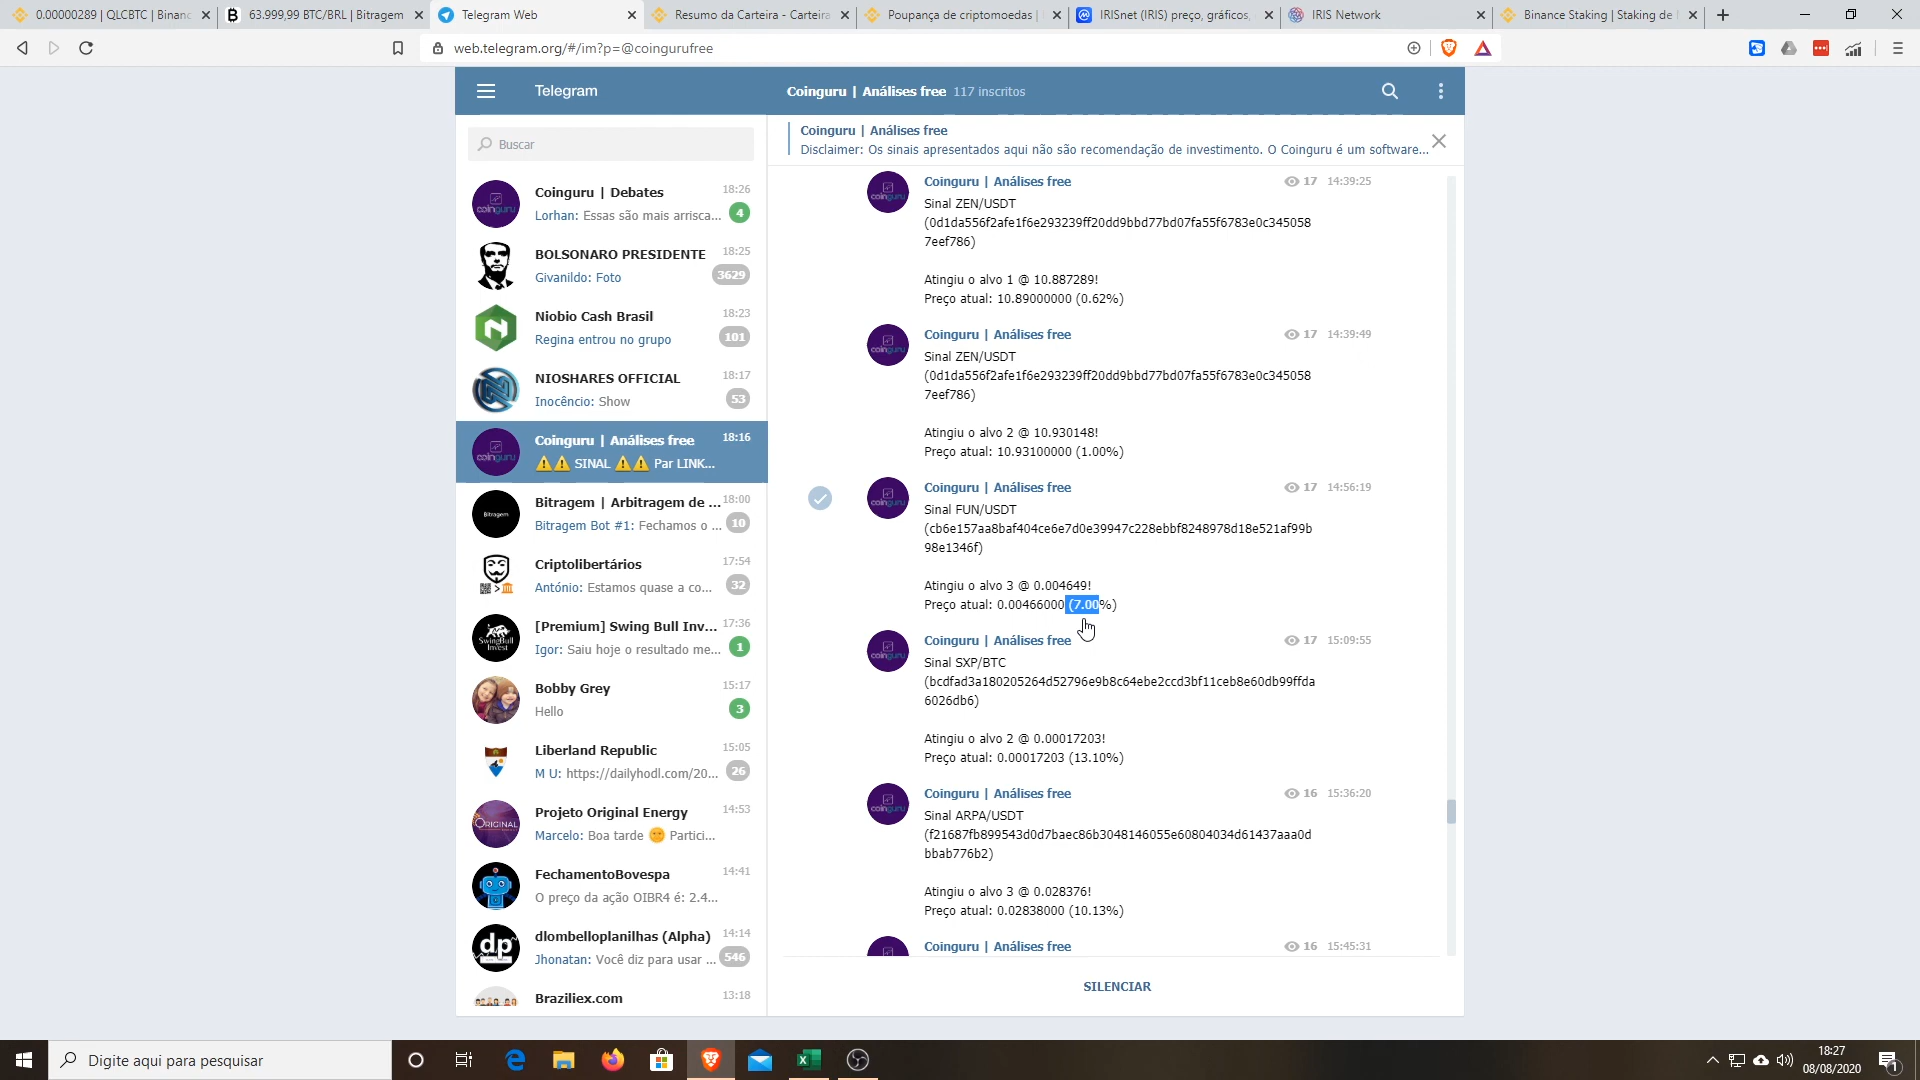 0.00000289 | QLCBTC | Binanc
63.999,99 BTC/BRL | Bitragem
Telegram Web
Resumo da Carteira - Carteira
Poupança de criptomoedas |
IRISnet (IRIS) preço, gráficos,
IRIS Network
Binance Staking | Staking de
web.telegram.org/#/im?p=@coingurufree
Telegram
Coinguru | Análises free 117 inscritos
Buscar
Coinguru | Debates 18:26
Lorhan: Essas são mais arrisca... 4
BOLSONARO PRESIDENTE 18:25
Givanildo: Foto 3629
Niobio Cash Brasil 18:23
Regina entrou no grupo 101
NIOSHARES OFFICIAL 18:17
Inocêncio: Show 53
Coinguru | Análises free 18:16
⚠️⚠️ SINAL ⚠️⚠️ Par LINK...
Bitragem | Arbitragem de ... 18:00
Bitragem Bot #1: Fechamos o ... 10
Criptolibertários 17:54
António: Estamos quase a co... 32
[Premium] Swing Bull Inv... 17:36
Igor: Saiu hoje o resultado me... 1
Bobby Grey 15:17
Hello 3
Liberland Republic 15:05
M U: https://dailyhodl.com/20... 26
Projeto Original Energy 14:53
Marcelo: Boa tarde 🌞 Partici...
FechamentoBovespa 14:41
O preço da ação OIBR4 é: 2.4...
dlombelloplanilhas (Alpha) 14:14
Jhonatan: Você diz para usar ... 546
Braziliex.com 13:18
Coinguru | Análises free
Disclaimer: Os sinais apresentados aqui não são recomendação de investimento. O Coinguru é um software...
Coinguru | Análises free 17 14:39:25
Sinal ZEN/USDT
(0d1da556f2afe1f6e293239ff20dd9bbd77bd07fa55f6783e0c345058
7eef786)
Atingiu o alvo 1 @ 10.887289!
Preço atual: 10.89000000 (0.62%)
Coinguru | Análises free 17 14:39:49
Sinal ZEN/USDT
(0d1da556f2afe1f6e293239ff20dd9bbd77bd07fa55f6783e0c345058
7eef786)
Atingiu o alvo 2 @ 10.930148!
Preço atual: 10.93100000 (1.00%)
Coinguru | Análises free 17 14:56:19
Sinal FUN/USDT
(cb6e157aa8baf404ce6e7d0e39947c228ebbf8248978d18e521af99b
98e1346f)
Atingiu o alvo 3 @ 0.004649!
Preço atual: 0.00466000 (7.00%)
Coinguru | Análises free 17 15:09:55
Sinal SXP/BTC
(bcdfad3a180205264d52796e9b8c64ebe2ccd3bf11ceb8e60db99ffda
6026db6)
Atingiu o alvo 2 @ 0.00017203!
Preço atual: 0.00017203 (13.10%)
Coinguru | Análises free 16 15:36:20
Sinal ARPA/USDT
(f21687fb899543d0d7baec86b3048146055e60804034d61437aaa0d
bbab776b2)
Atingiu o alvo 3 @ 0.028376!
Preço atual: 0.02838000 (10.13%)
Coinguru | Análises free 16 15:45:31
SILENCIAR
Digite aqui para pesquisar
18:27
08/08/2020
1